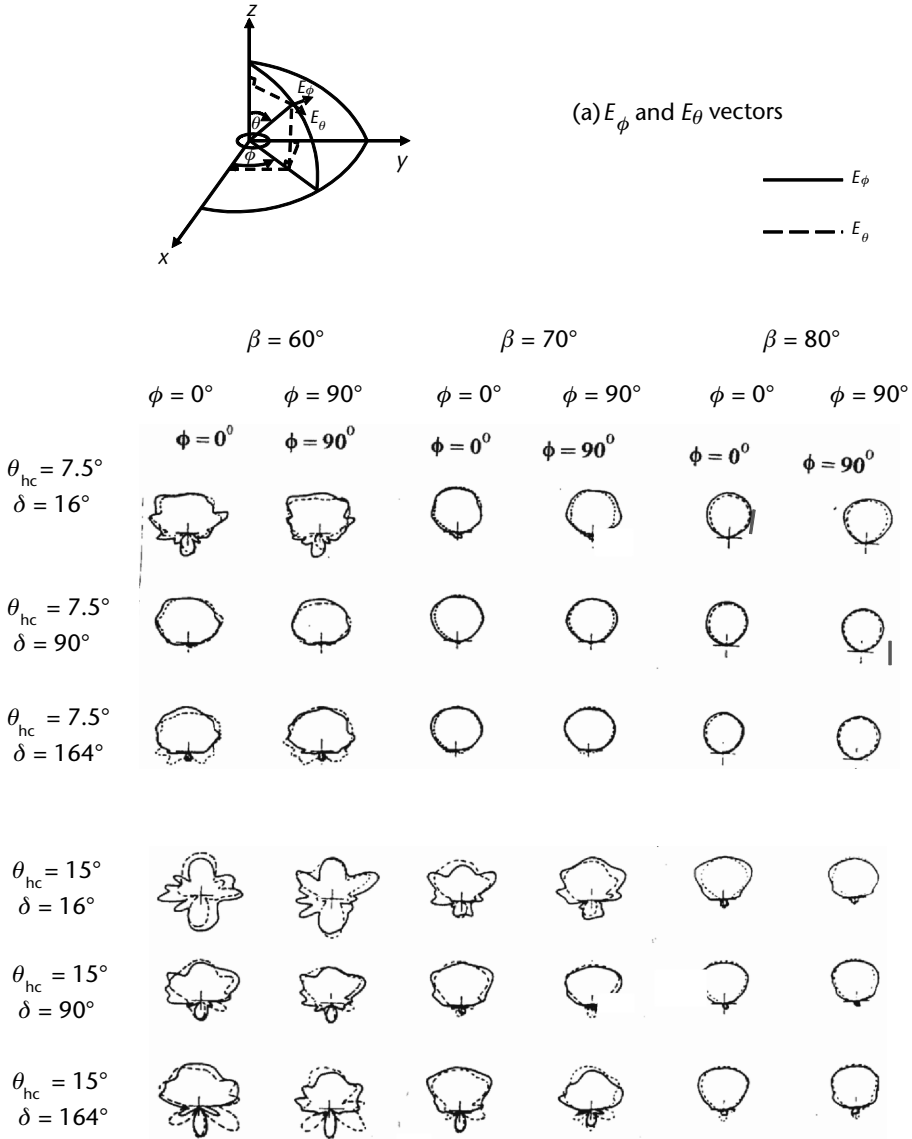 z
E_ϕ
(a) E_ϕ and E_θ vectors
θ
E_θ
ϕ
y
E_ϕ
E_θ
x
β = 60° β = 70° β = 80°
ϕ = 0° ϕ = 90° ϕ = 0° ϕ = 90° ϕ = 0° ϕ = 90°
ϕ = 0⁰ ϕ = 90⁰ ϕ = 0⁰ ϕ = 90⁰ ϕ = 0⁰ ϕ = 90⁰
θ_hc = 7.5°
δ = 16°
θ_hc = 7.5°
δ = 90°
θ_hc = 7.5°
δ = 164°
θ_hc = 15°
δ = 16°
θ_hc = 15°
δ = 90°
θ_hc = 15°
δ = 164°